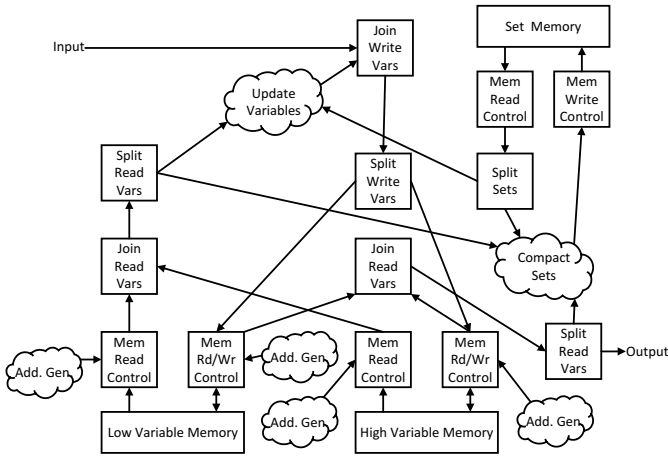 Input
Join
Write
Vars
Set Memory
Mem
Read
Control
Mem
Write
Control
Update
Variables
Split
Read
Vars
Split
Write
Vars
Split
Sets
Join
Read
Vars
Join
Read
Vars
Compact
Sets
Add. Gen
Mem
Read
Control
Mem
Rd/Wr
Control
Add. Gen
Mem
Read
Control
Mem
Rd/Wr
Control
Split
Read
Vars
Output
Low Variable Memory
Add. Gen
High Variable Memory
Add. Gen